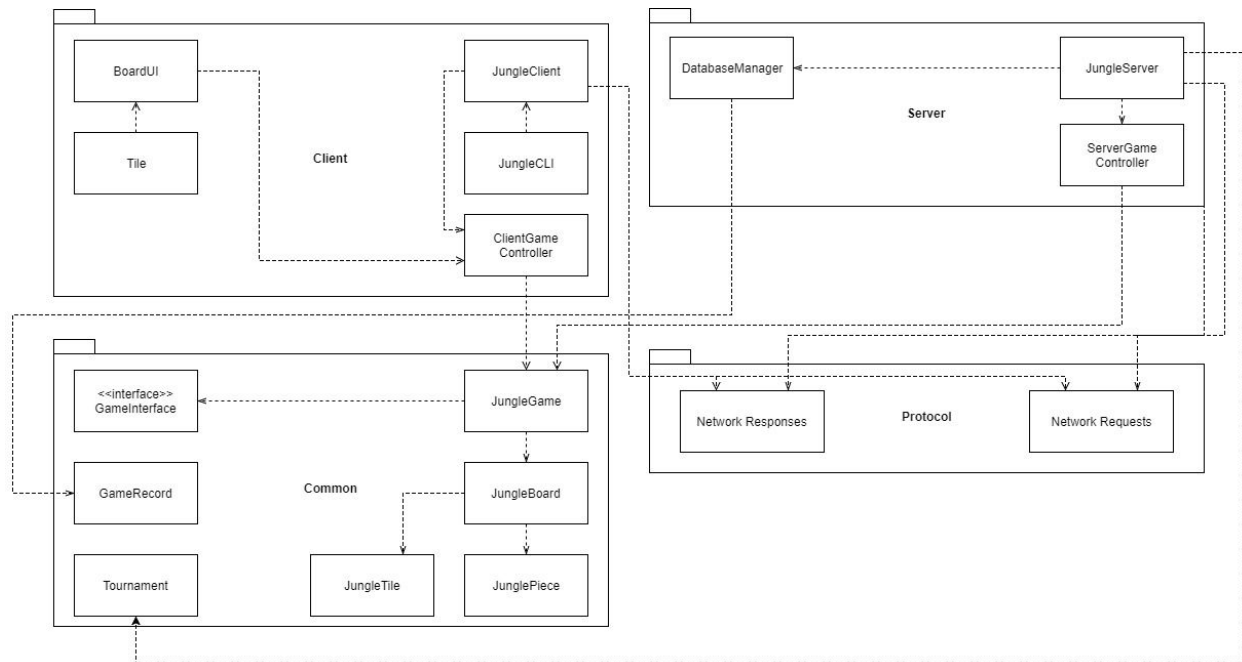 BoardUI
JungleClient
Tile
Client
JungleCLI
ClientGame
Controller
DatabaseManager
JungleServer
Server
ServerGame
Controller
<<interface>>
GameInterface
JungleGame
GameRecord
Common
JungleBoard
Tournament
JungleTile
JunglePiece
Network Responses
Protocol
Network Requests